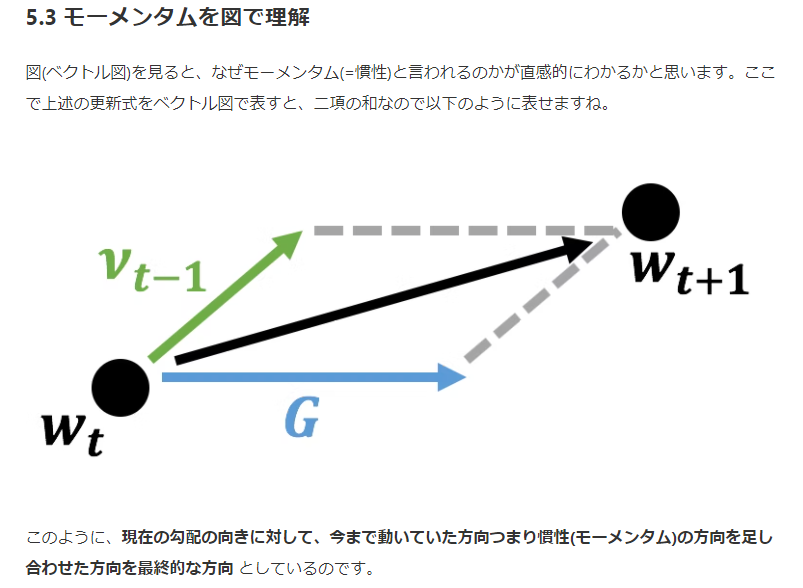 5.3 モーメンタムを図で理解
図(ベクトル図)を見ると、なぜモーメンタム(=慣性)と言われるのかが直感的にわかるかと思います。ここ
で上述の更新式をベクトル図で表すと、二項の和なので以下のように表せますね。
νt−1
wt+1
G
wt
このように、現在の勾配の向きに対して、今まで動いていた方向つまり慣性(モーメンタム)の方向を足し
合わせた方向を最終的な方向 としているのです。